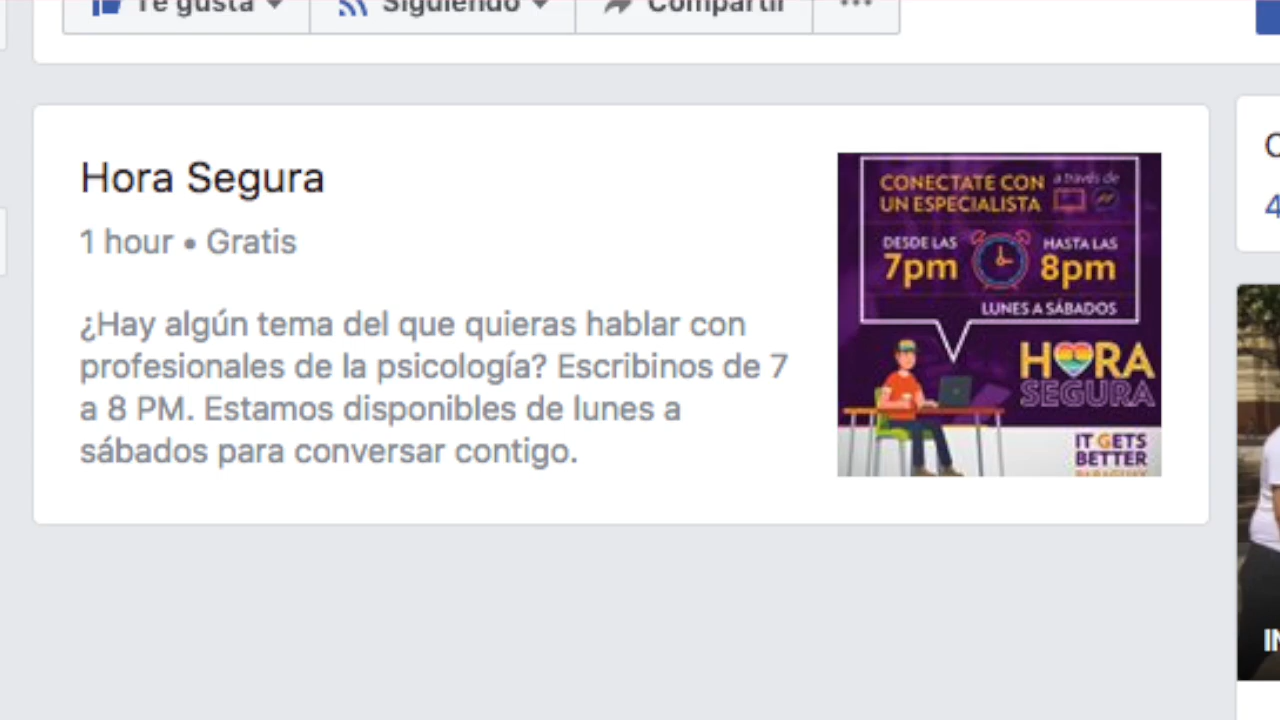 Te gusta
Siguiendo
Compartir
Hora Segura
1 hour • Gratis
¿Hay algún tema del que quieras hablar con
profesionales de la psicología? Escribinos de 7
a 8 PM. Estamos disponibles de lunes a
sábados para conversar contigo.
CONECTATE CON
UN ESPECIALISTA
a través de
DESDE LAS
7pm
HASTA LAS
8pm
LUNES A SÁBADOS
HORA
SEGURA
IT GETS
BETTER
PARAGUAY
4